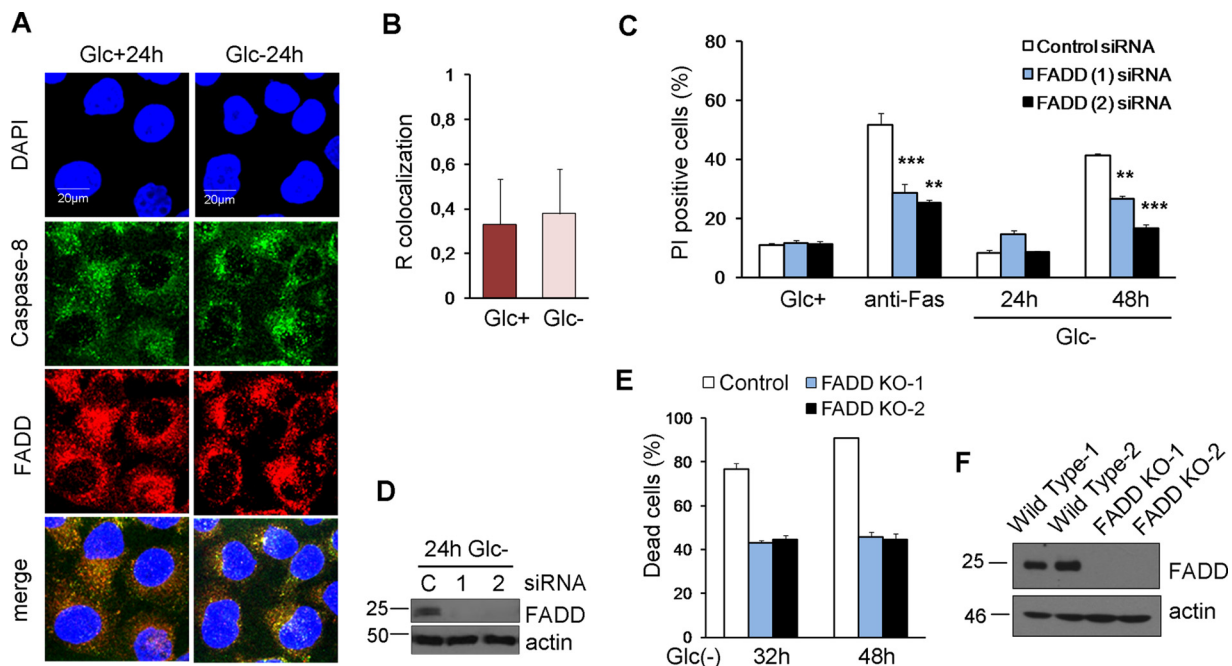 A
Glc+24h
Glc-24h
DAPI
20µm
20µm
Caspase-8
FADD
merge
B
R colocalization
1
0,8
0,6
0,4
0,2
0
Glc+
Glc-
C
PI positive cells (%)
80
60
40
20
0
Control siRNA
FADD (1) siRNA
FADD (2) siRNA
***
**
**
***
Glc+
anti-Fas
24h
48h
Glc-
D
24h Glc-
C 1 2 siRNA
25 FADD
50 actin
E
Control
FADD KO-1
FADD KO-2
Dead cells (%)
100
80
60
40
20
0
Glc(-) 32h 48h
F
Wild Type-1
Wild Type-2
FADD KO-1
FADD KO-2
25 FADD
46 actin